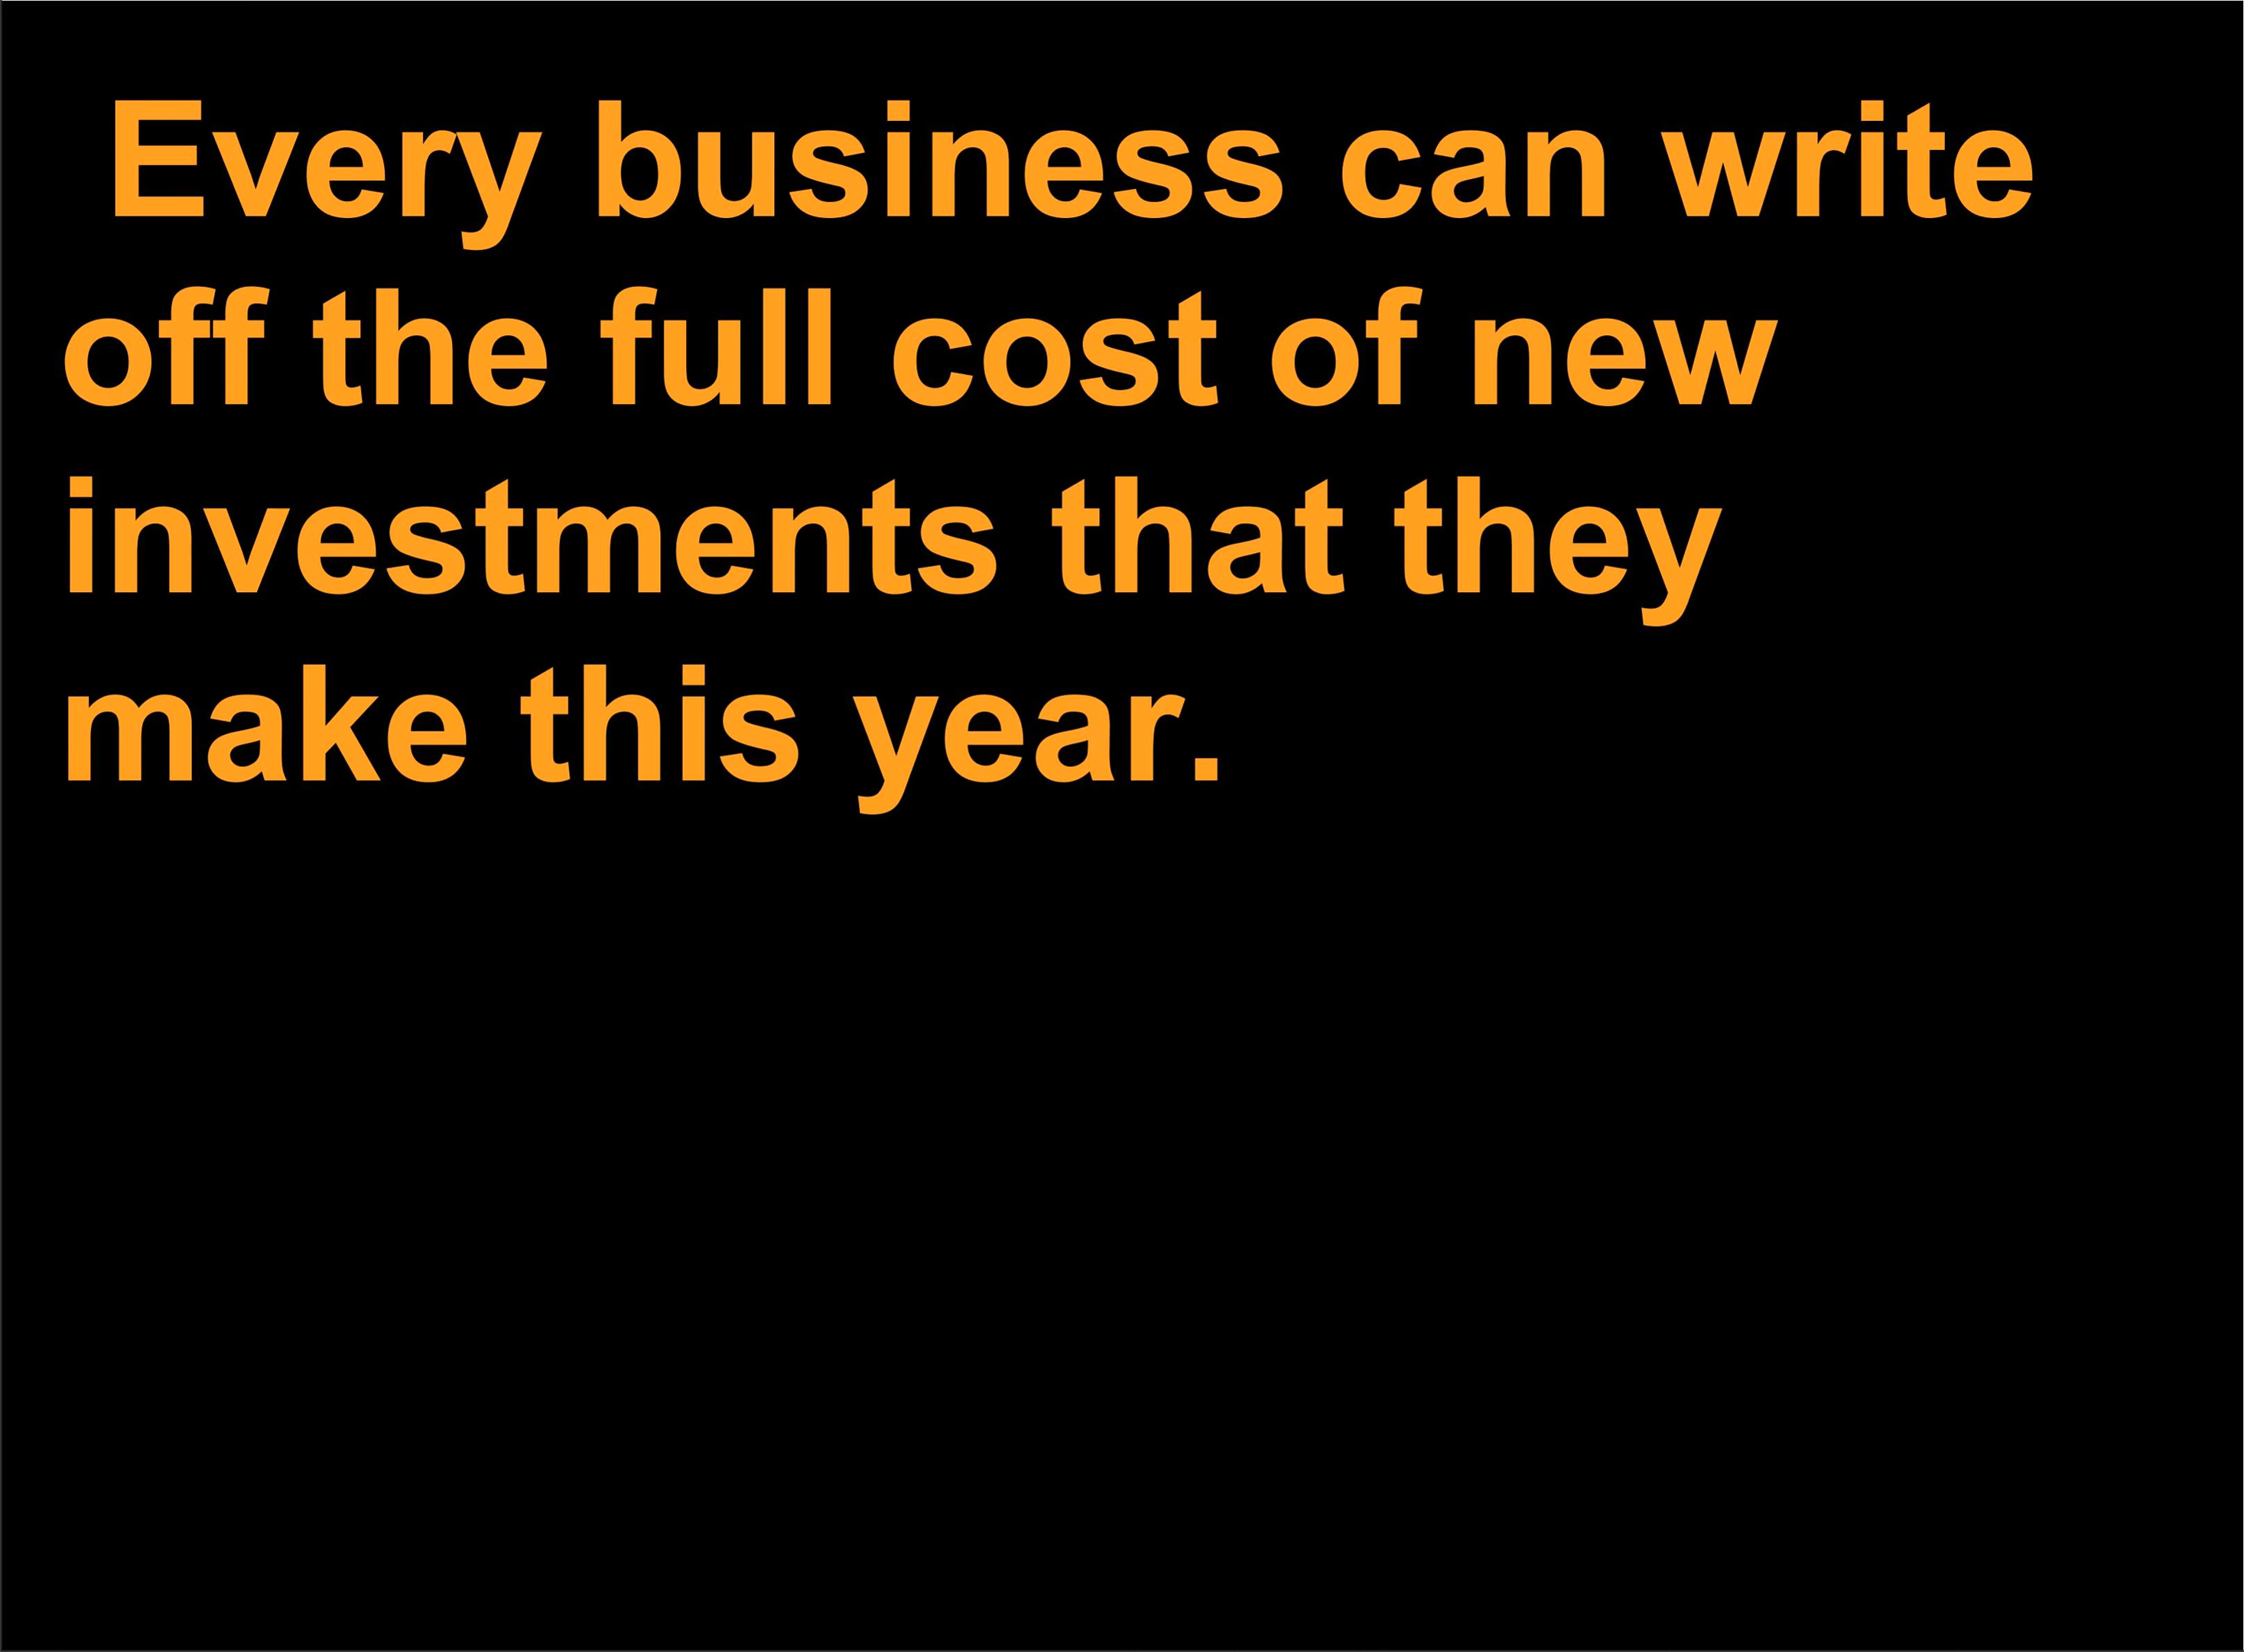 Every business can write
off the full cost of new
investments that they
make this year.